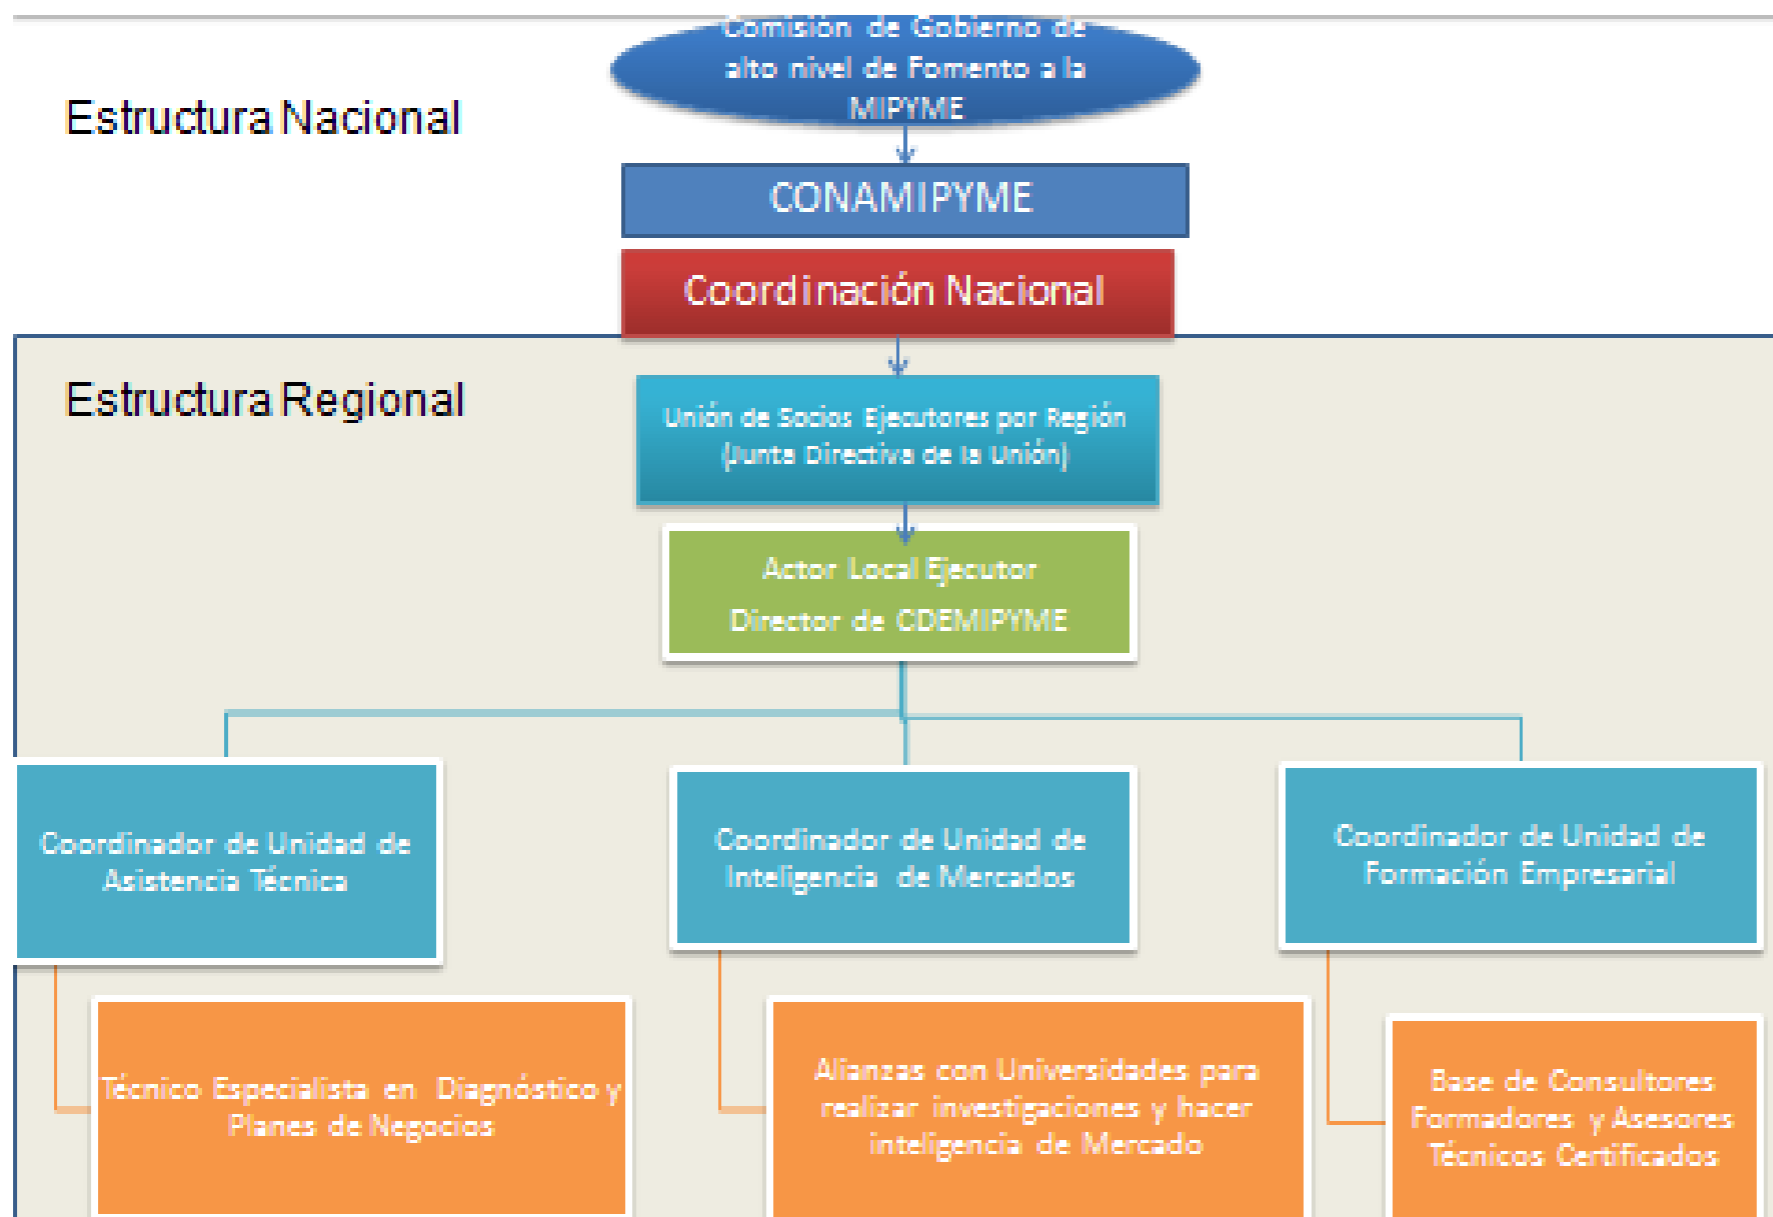 Comisión de Gobierno de
alto nivel de Fomento a la
MIPYME
Estructura Nacional
CONAMIPYME
Coordinación Nacional
Estructura Regional
Unión de Socios Ejecutores por Región
(Junta Directiva de la Unión)
Actor Local Ejecutor
Director de CDEMIPYME
Coordinador de Unidad de
Asistencia Técnica
Coordinador de Unidad de
Inteligencia de Mercados
Coordinador de Unidad de
Formación Empresarial
Técnico Especialista en Diagnóstico y
Planes de Negocios
Alianzas con Universidades para
realizar investigaciones y hacer
inteligencia de Mercado
Base de Consultores
Formadores y Asesores
Técnicos Certificados